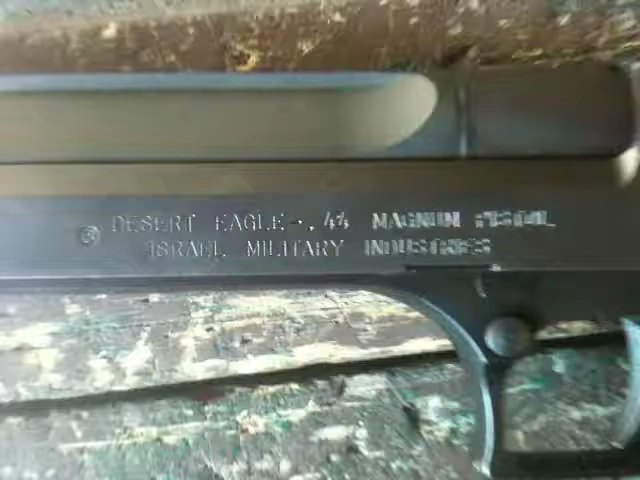 DESERT EAGLE-.44 MAGNUM PISTOL
ISRAEL MILITARY INDUSTRIES